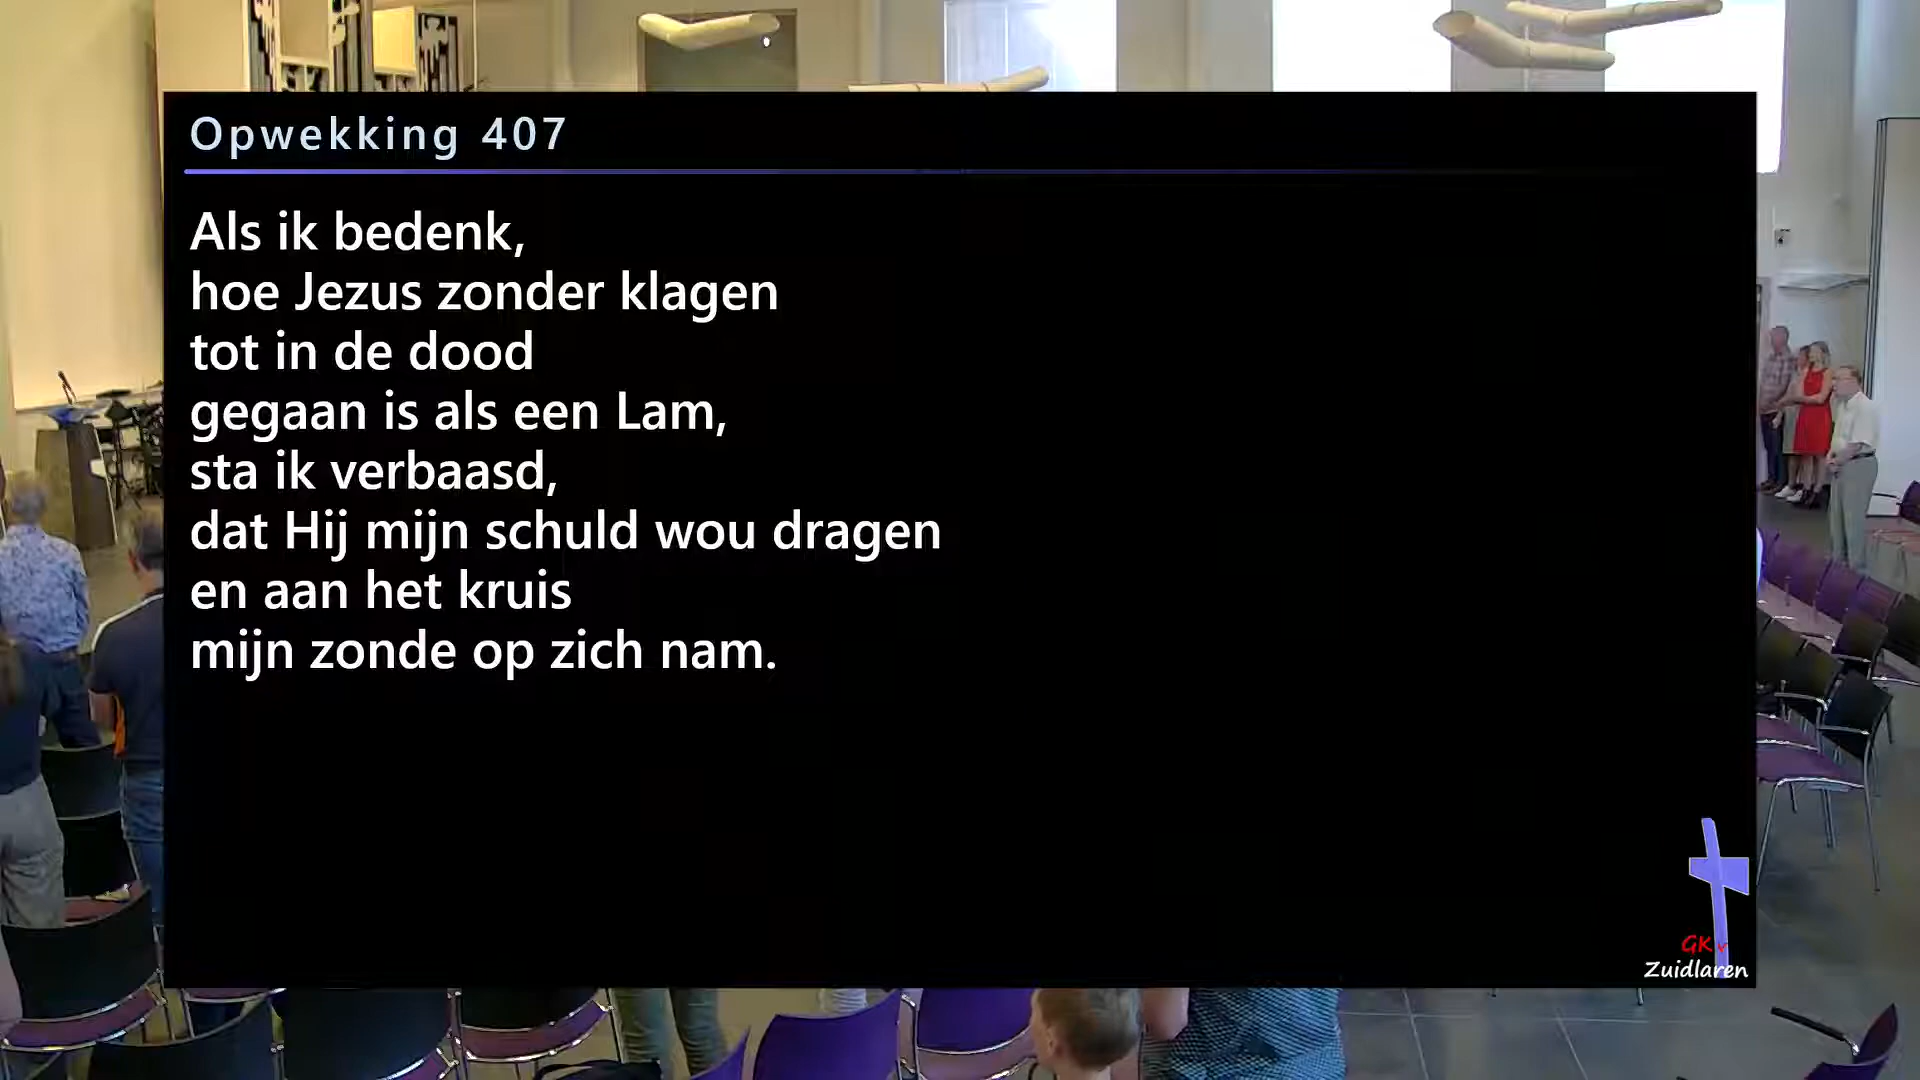 Opwekking 407
Als ik bedenk,
hoe Jezus zonder klagen
tot in de dood
gegaan is als een Lam,
sta ik verbaasd,
dat Hij mijn schuld wou dragen
en aan het kruis
mijn zonde op zich nam.
GKv
Zuidlaren